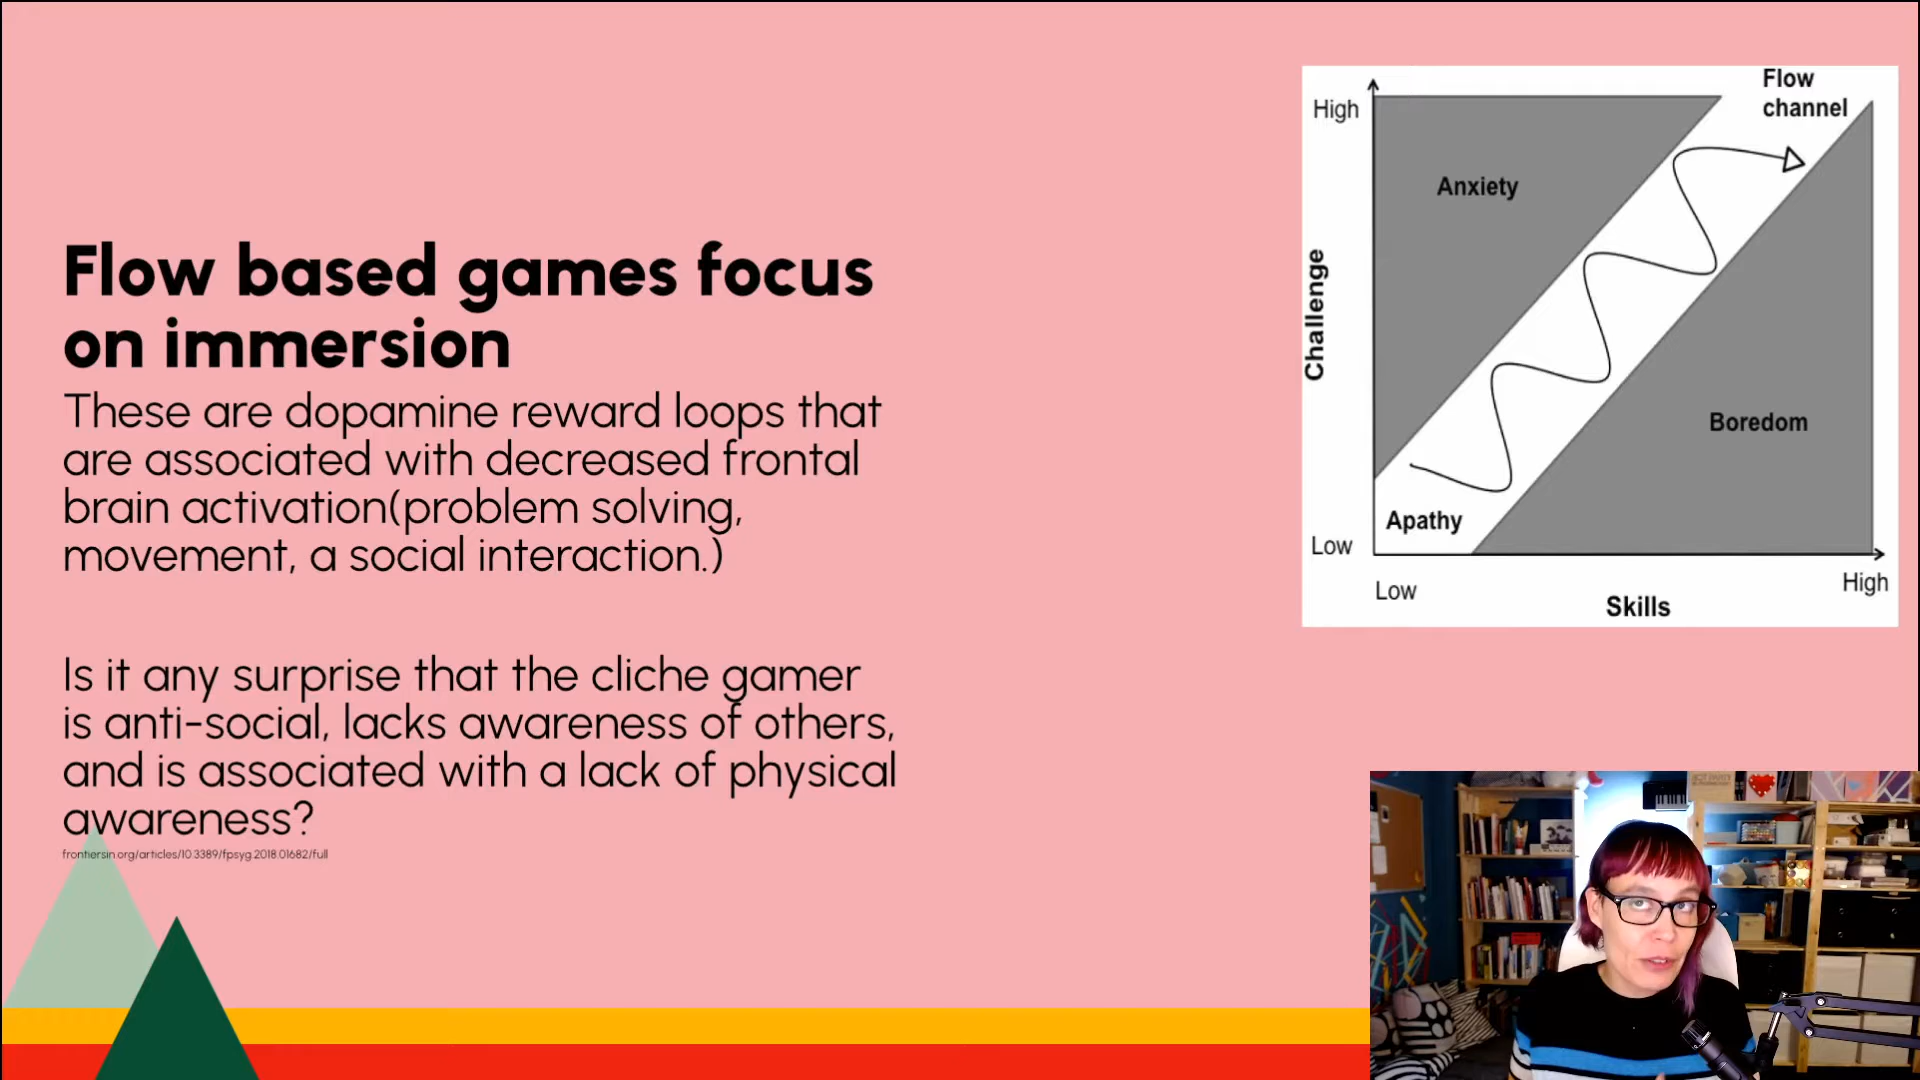 Flow based games focus
on immersion
These are dopamine reward loops that
are associated with decreased frontal
brain activation(problem solving,
movement, a social interaction.)
Is it any surprise that the cliche gamer
is anti-social, lacks awareness of others,
and is associated with a lack of physical
awareness?
frontiersin.org/articles/10.3389/fpsyg.2018.01682/full
Flow
channel
High
Anxiety
Challenge
Boredom
Apathy
Low
Low
High
Skills